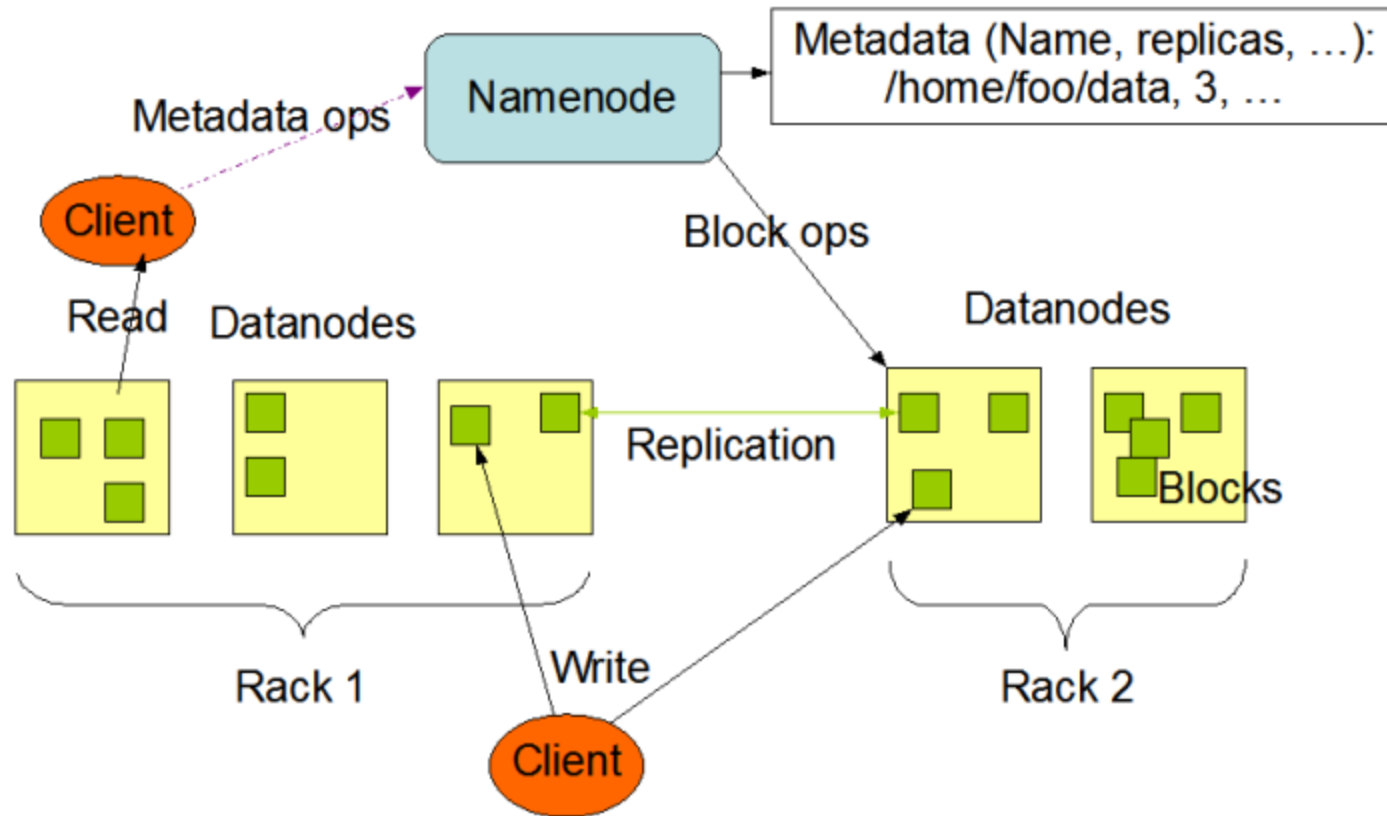 Metadata (Name, replicas, …):
/home/foo/data, 3, …
Namenode
Metadata ops
Client
Block ops
Read
Datanodes
Datanodes
Replication
Blocks
Rack 1
Write
Rack 2
Client